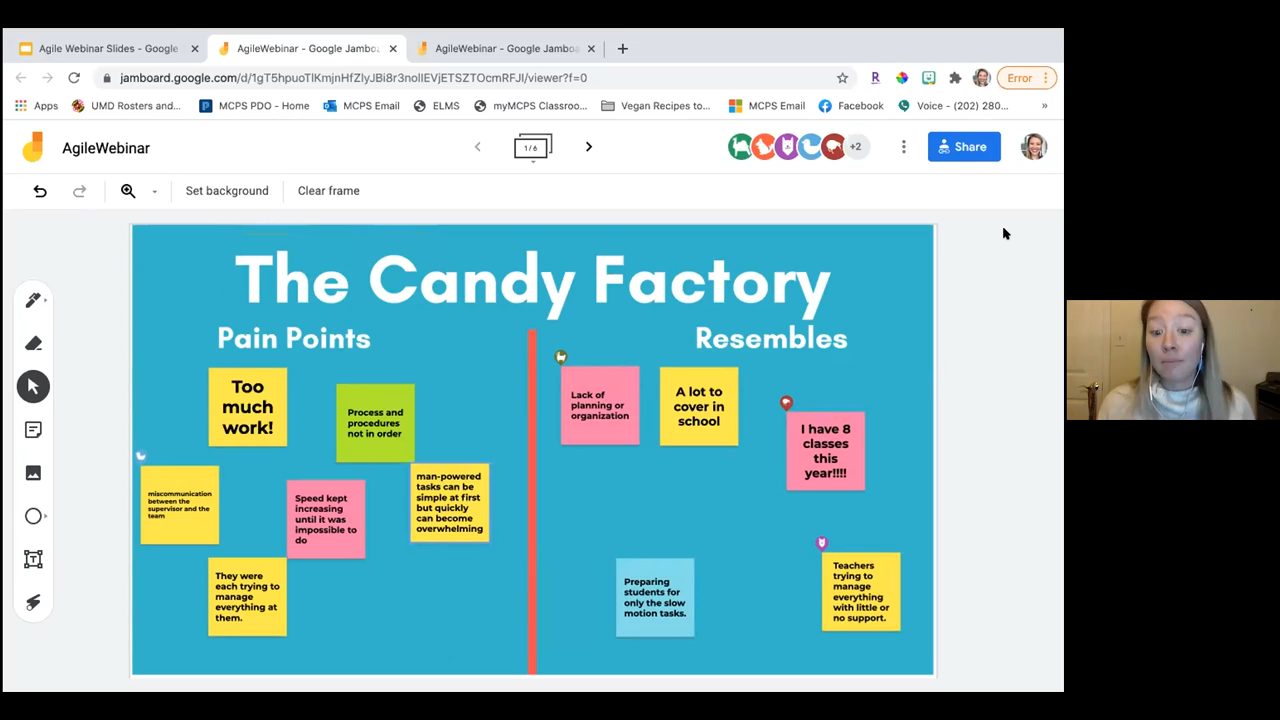 Agile Webinar Slides - Google
AgileWebinar - Google Jambo
AgileWebinar - Google Jambo
jamboard.google.com/d/1gT5hpuoTlKmjnHfZlyJBi8r3nolIEVjETSZTOcmRFJI/viewer?f=0
Error
Apps
UMD Rosters and...
MCPS PDO - Home
MCPS Email
ELMS
myMCPS Classroo...
Vegan Recipes to...
MCPS Email
Facebook
Voice - (202) 280...
AgileWebinar
1/6
+2
Share
Set background
Clear frame
The Candy Factory
Pain Points
Too
much
work!
Process and
procedures
not in order
miscommunication
between the
supervisor and the
team
Speed kept
increasing
until it was
impossible to
do
man-powered
tasks can be
simple at first
but quickly
can become
overwhelming
They were
each trying to
manage
everything at
them.
Resembles
Lack of
planning or
organization
A lot to
cover in
school
I have 8
classes
this
year!!!!
Preparing
students for
only the slow
motion tasks.
Teachers
trying to
manage
everything
with little or
no support.